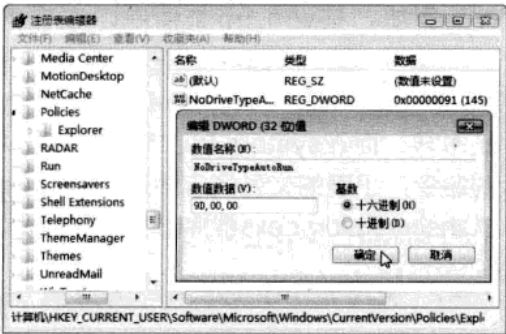 注册表编辑器
文件(F) 编辑(E) 查看(V) 收藏夹(A) 帮助(H)
Media Center
MotionDesktop
NetCache
Policies
Explorer
RADAR
Run
Screensavers
Shell Extensions
Telephony
ThemeManager
Themes
UnreadMail
名称 类型 数据
ab (默认) REG_SZ (数值未设置)
NoDriveTypeA... REG_DWORD 0x00000091 (145)
编辑 DWORD (32 位)值
数值名称(N):
NoDriveTypeAutoRun
数值数据(V): 基数
9D,00,00 十六进制(H)
十进制(D)
确定 取消
计算机\HKEY_CURRENT_USER\Software\Microsoft\Windows\CurrentVersion\Policies\Expl